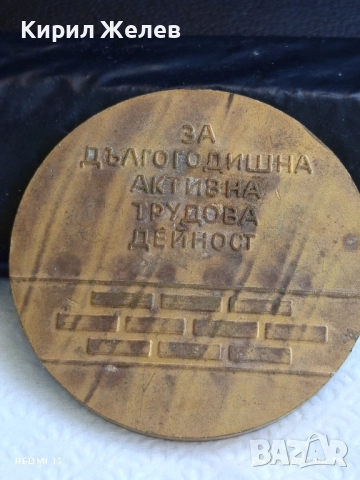 Кирил Желев
ЗА
ДЪЛГОГОДИШНА
АКТИВНА
ТРУДОВА
ДЕЙНОСТ
BAZAR